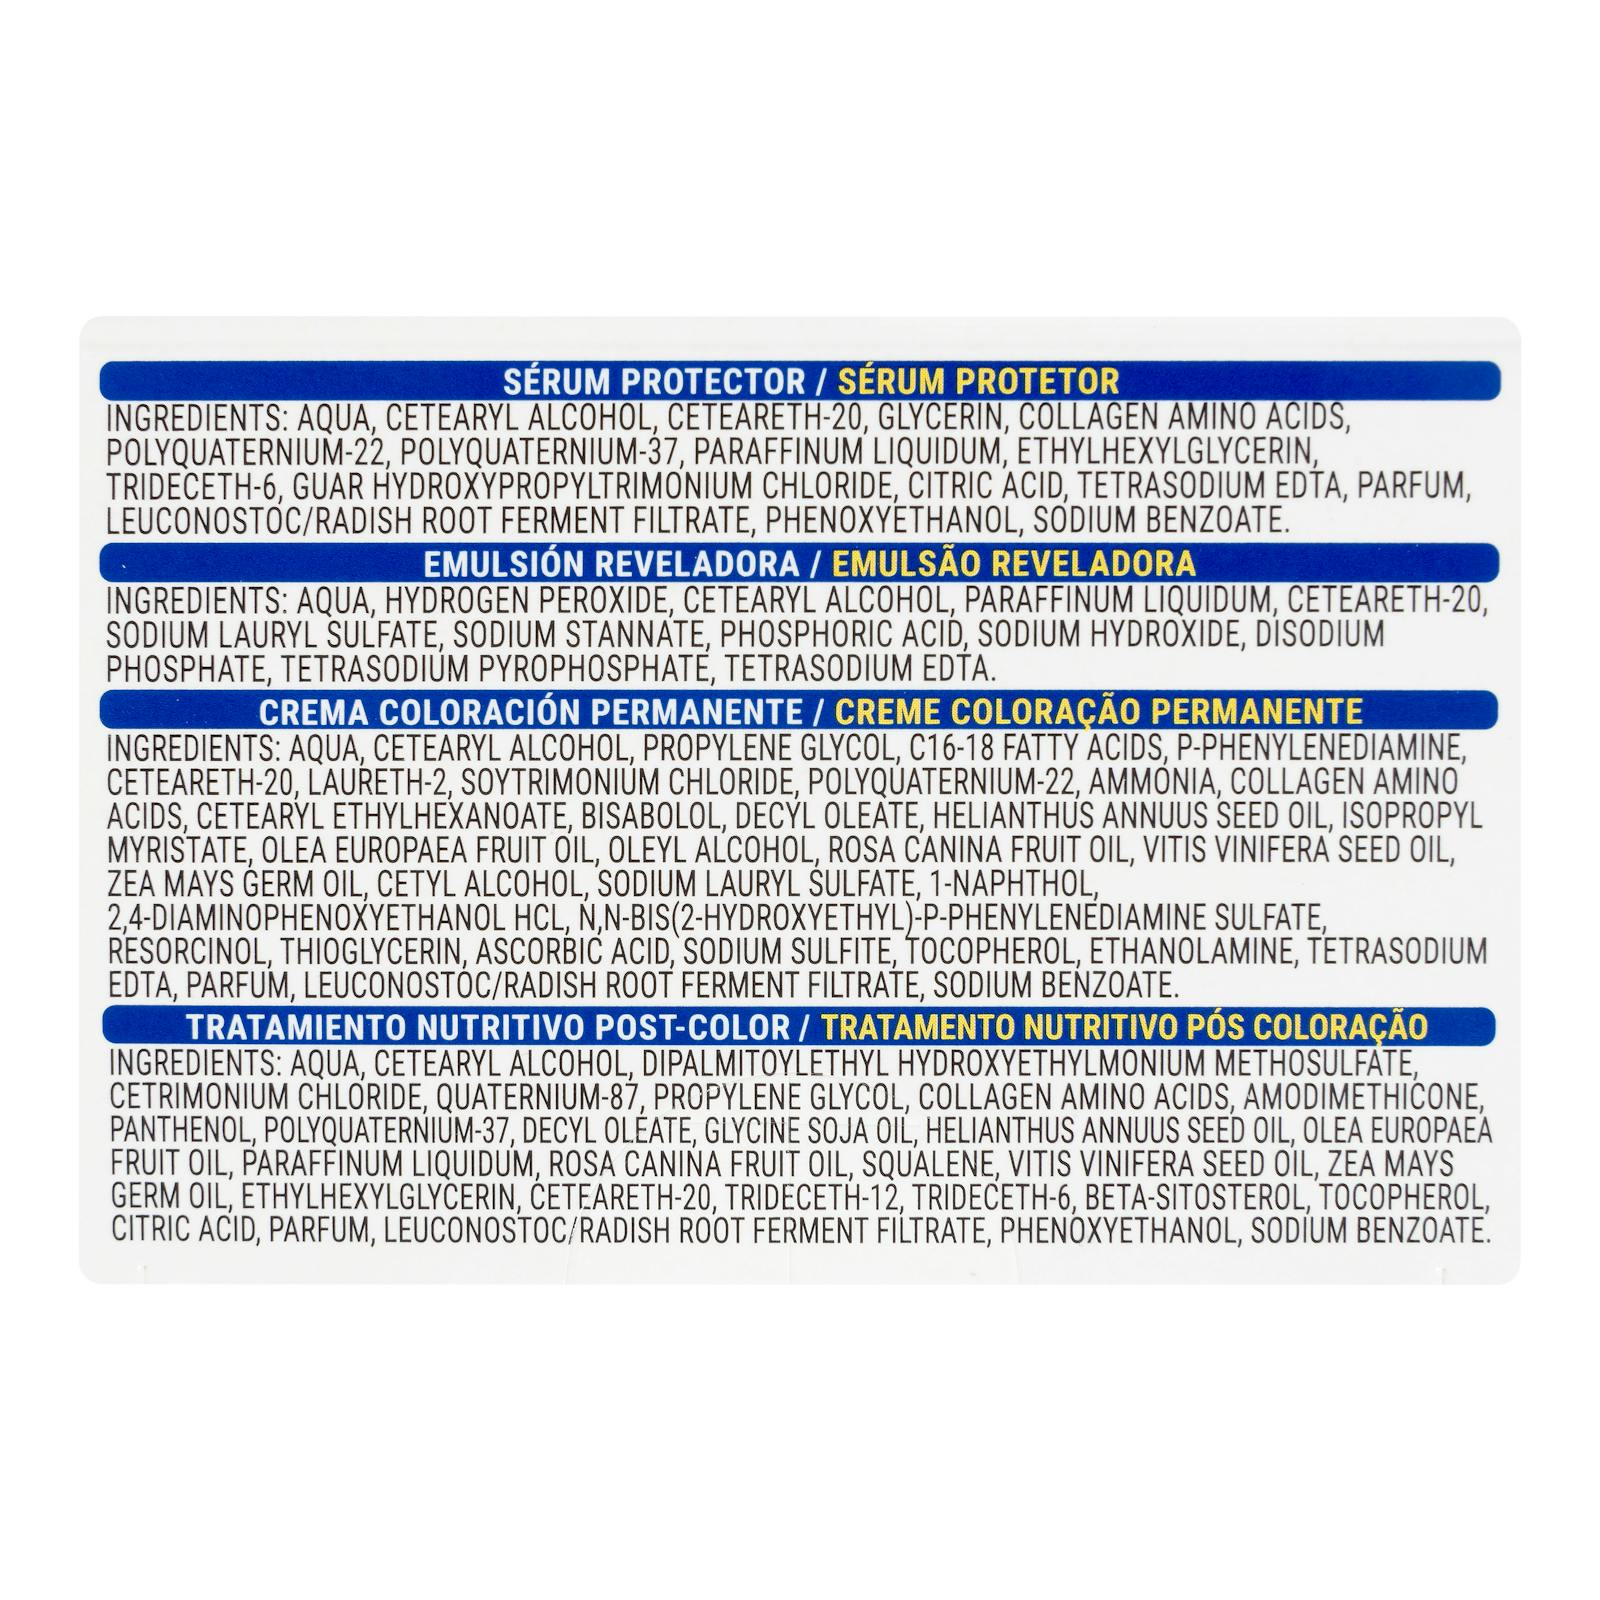 SÉRUM PROTECTOR / SÉRUM PROTETOR
INGREDIENTS: AQUA, CETEARYL ALCOHOL, CETEARETH-20, GLYCERIN, COLLAGEN AMINO ACIDS,
POLYQUATERNIUM-22, POLYQUATERNIUM-37, PARAFFINUM LIQUIDUM, ETHYLHEXYLGLYCERIN,
TRIDECETH-6, GUAR HYDROXYPROPYLTRIMONIUM CHLORIDE, CITRIC ACID, TETRASODIUM EDTA, PARFUM,
LEUCONOSTOC/RADISH ROOT FERMENT FILTRATE, PHENOXYETHANOL, SODIUM BENZOATE.
EMULSIÓN REVELADORA / EMULSÃO REVELADORA
INGREDIENTS: AQUA, HYDROGEN PEROXIDE, CETEARYL ALCOHOL, PARAFFINUM LIQUIDUM, CETEARETH-20,
SODIUM LAURYL SULFATE, SODIUM STANNATE, PHOSPHORIC ACID, SODIUM HYDROXIDE, DISODIUM
PHOSPHATE, TETRASODIUM PYROPHOSPHATE, TETRASODIUM EDTA.
CREMA COLORACIÓN PERMANENTE / CREME COLORAÇÃO PERMANENTE
INGREDIENTS: AQUA, CETEARYL ALCOHOL, PROPYLENE GLYCOL, C16-18 FATTY ACIDS, P-PHENYLENEDIAMINE,
CETEARETH-20, LAURETH-2, SOYTRIMONIUM CHLORIDE, POLYQUATERNIUM-22, AMMONIA, COLLAGEN AMINO
ACIDS, CETEARYL ETHYLHEXANOATE, BISABOLOL, DECYL OLEATE, HELIANTHUS ANNUUS SEED OIL, ISOPROPYL
MYRISTATE, OLEA EUROPAEA FRUIT OIL, OLEYL ALCOHOL, ROSA CANINA FRUIT OIL, VITIS VINIFERA SEED OIL,
ZEA MAYS GERM OIL, CETYL ALCOHOL, SODIUM LAURYL SULFATE, 1-NAPHTHOL,
2,4-DIAMINOPHENOXYETHANOL HCL, N,N-BIS(2-HYDROXYETHYL)-P-PHENYLENEDIAMINE SULFATE,
RESORCINOL, THIOGLYCERIN, ASCORBIC ACID, SODIUM SULFITE, TOCOPHEROL, ETHANOLAMINE, TETRASODIUM
EDTA, PARFUM, LEUCONOSTOC/RADISH ROOT FERMENT FILTRATE, SODIUM BENZOATE.
TRATAMIENTO NUTRITIVO POST-COLOR / TRATAMENTO NUTRITIVO PÓS COLORAÇÃO
INGREDIENTS: AQUA, CETEARYL ALCOHOL, DIPALMITOYLETHYL HYDROXYETHYLMONIUM METHOSULFATE,
CETRIMONIUM CHLORIDE, QUATERNIUM-87, PROPYLENE GLYCOL, COLLAGEN AMINO ACIDS, AMODIMETHICONE,
PANTHENOL, POLYQUATERNIUM-37, DECYL OLEATE, GLYCINE SOJA OIL, HELIANTHUS ANNUUS SEED OIL, OLEA EUROPAEA
FRUIT OIL, PARAFFINUM LIQUIDUM, ROSA CANINA FRUIT OIL, SQUALENE, VITIS VINIFERA SEED OIL, ZEA MAYS
GERM OIL, ETHYLHEXYLGLYCERIN, CETEARETH-20, TRIDECETH-12, TRIDECETH-6, BETA-SITOSTEROL, TOCOPHEROL,
CITRIC ACID, PARFUM, LEUCONOSTOC/RADISH ROOT FERMENT FILTRATE, PHENOXYETHANOL, SODIUM BENZOATE.